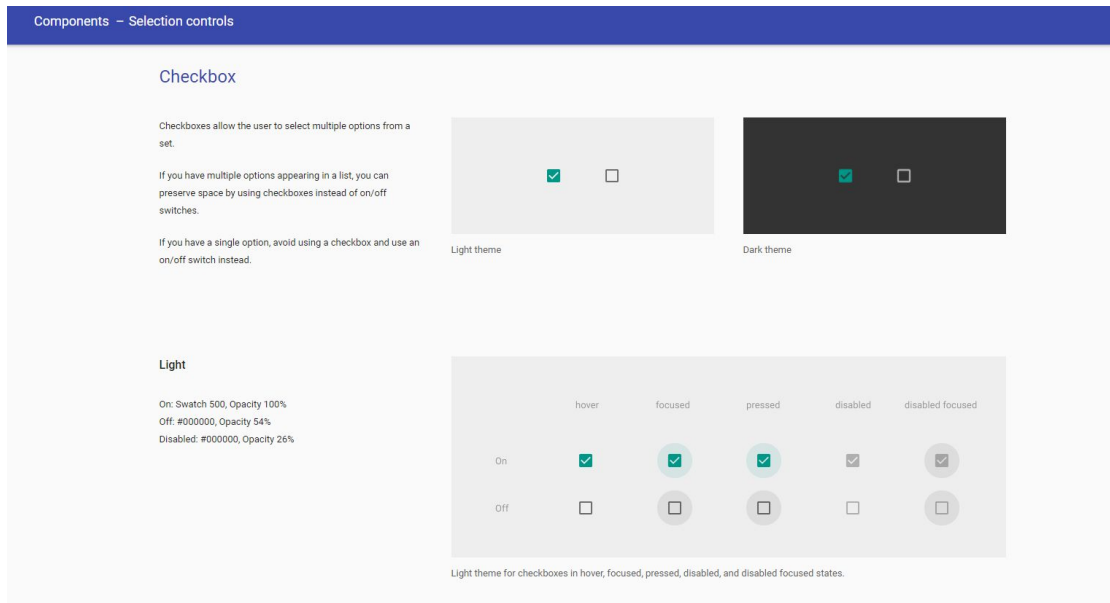 Components – Selection controls
Checkbox
Checkboxes allow the user to select multiple options from a
set.
If you have multiple options appearing in a list, you can
preserve space by using checkboxes instead of on/off
switches.
If you have a single option, avoid using a checkbox and use an
on/off switch instead.
Light theme
Dark theme
Light
On: Swatch 500, Opacity 100%
Off: #000000, Opacity 54%
Disabled: #000000, Opacity 26%
hover focused pressed disabled disabled focused
On
Off
Light theme for checkboxes in hover, focused, pressed, disabled, and disabled focused states.